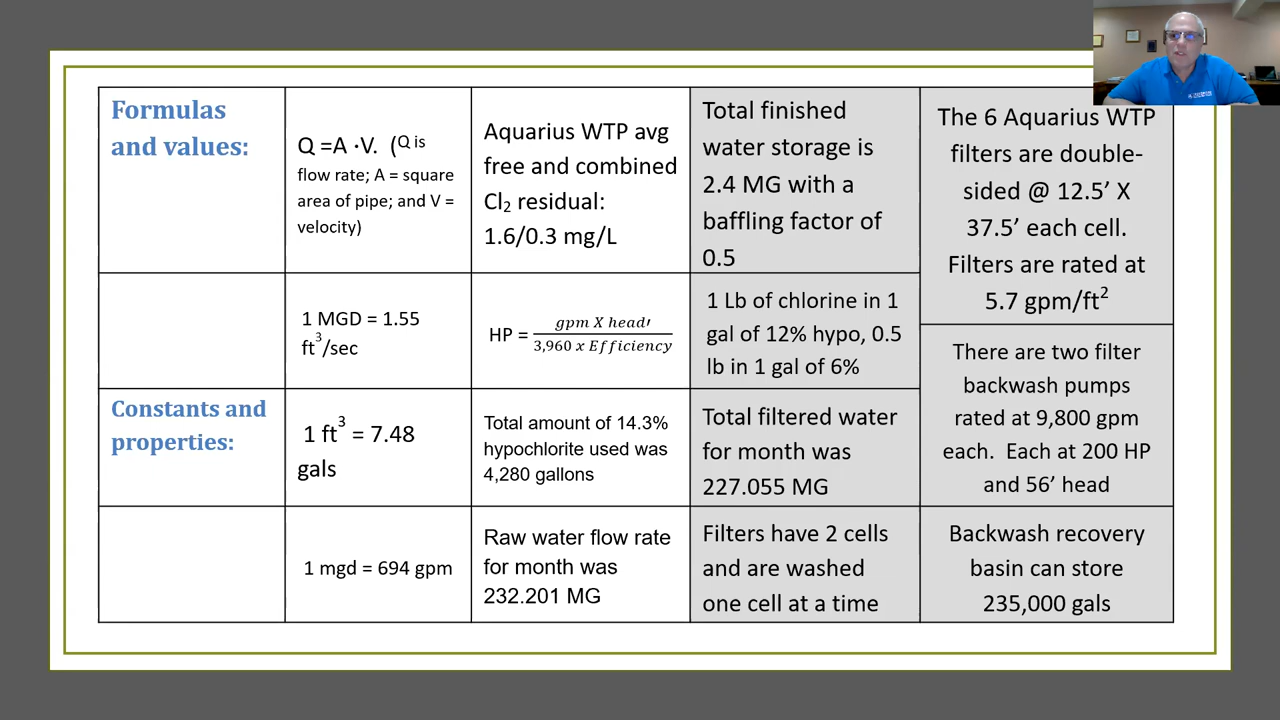 Formulas
and values:
Q =A ·V. (Q is
flow rate; A = square
area of pipe; and V =
velocity)
Aquarius WTP avg
free and combined
Cl₂ residual:
1.6/0.3 mg/L
Total finished
water storage is
2.4 MG with a
baffling factor of
0.5
The 6 Aquarius WTP
filters are double-
sided @ 12.5’ X
37.5’ each cell.
Filters are rated at
5.7 gpm/ft²
1 MGD = 1.55
ft³/sec
HP = gpm X head′ / 3,960 x Efficiency
1 Lb of chlorine in 1
gal of 12% hypo, 0.5
lb in 1 gal of 6%
There are two filter
backwash pumps
rated at 9,800 gpm
each. Each at 200 HP
and 56’ head
Constants and
properties:
1 ft³ = 7.48
gals
Total amount of 14.3%
hypochlorite used was
4,280 gallons
Total filtered water
for month was
227.055 MG
1 mgd = 694 gpm
Raw water flow rate
for month was
232.201 MG
Filters have 2 cells
and are washed
one cell at a time
Backwash recovery
basin can store
235,000 gals